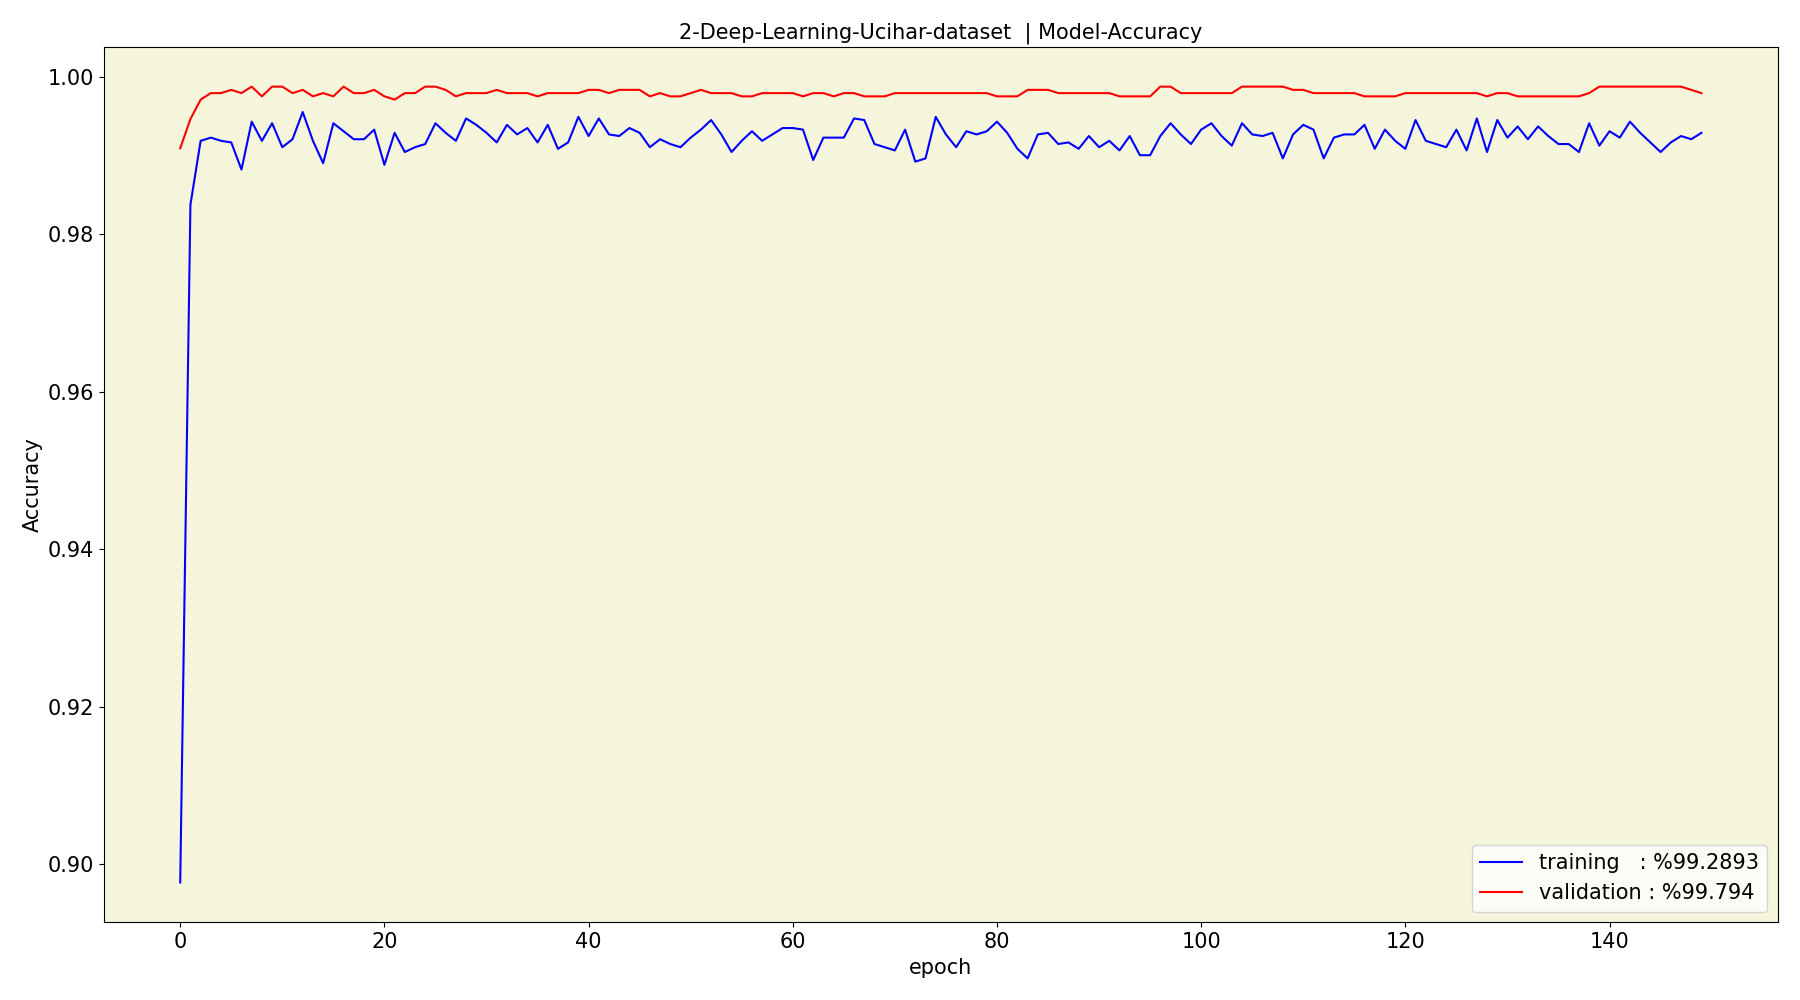 2-Deep-Learning-Ucihar-dataset  | Model-Accuracy
1.00
0.98
0.96
0.94
0.92
0.90
Accuracy
training   : %99.2893
validation : %99.794
0 20 40 60 80 100 120 140
epoch